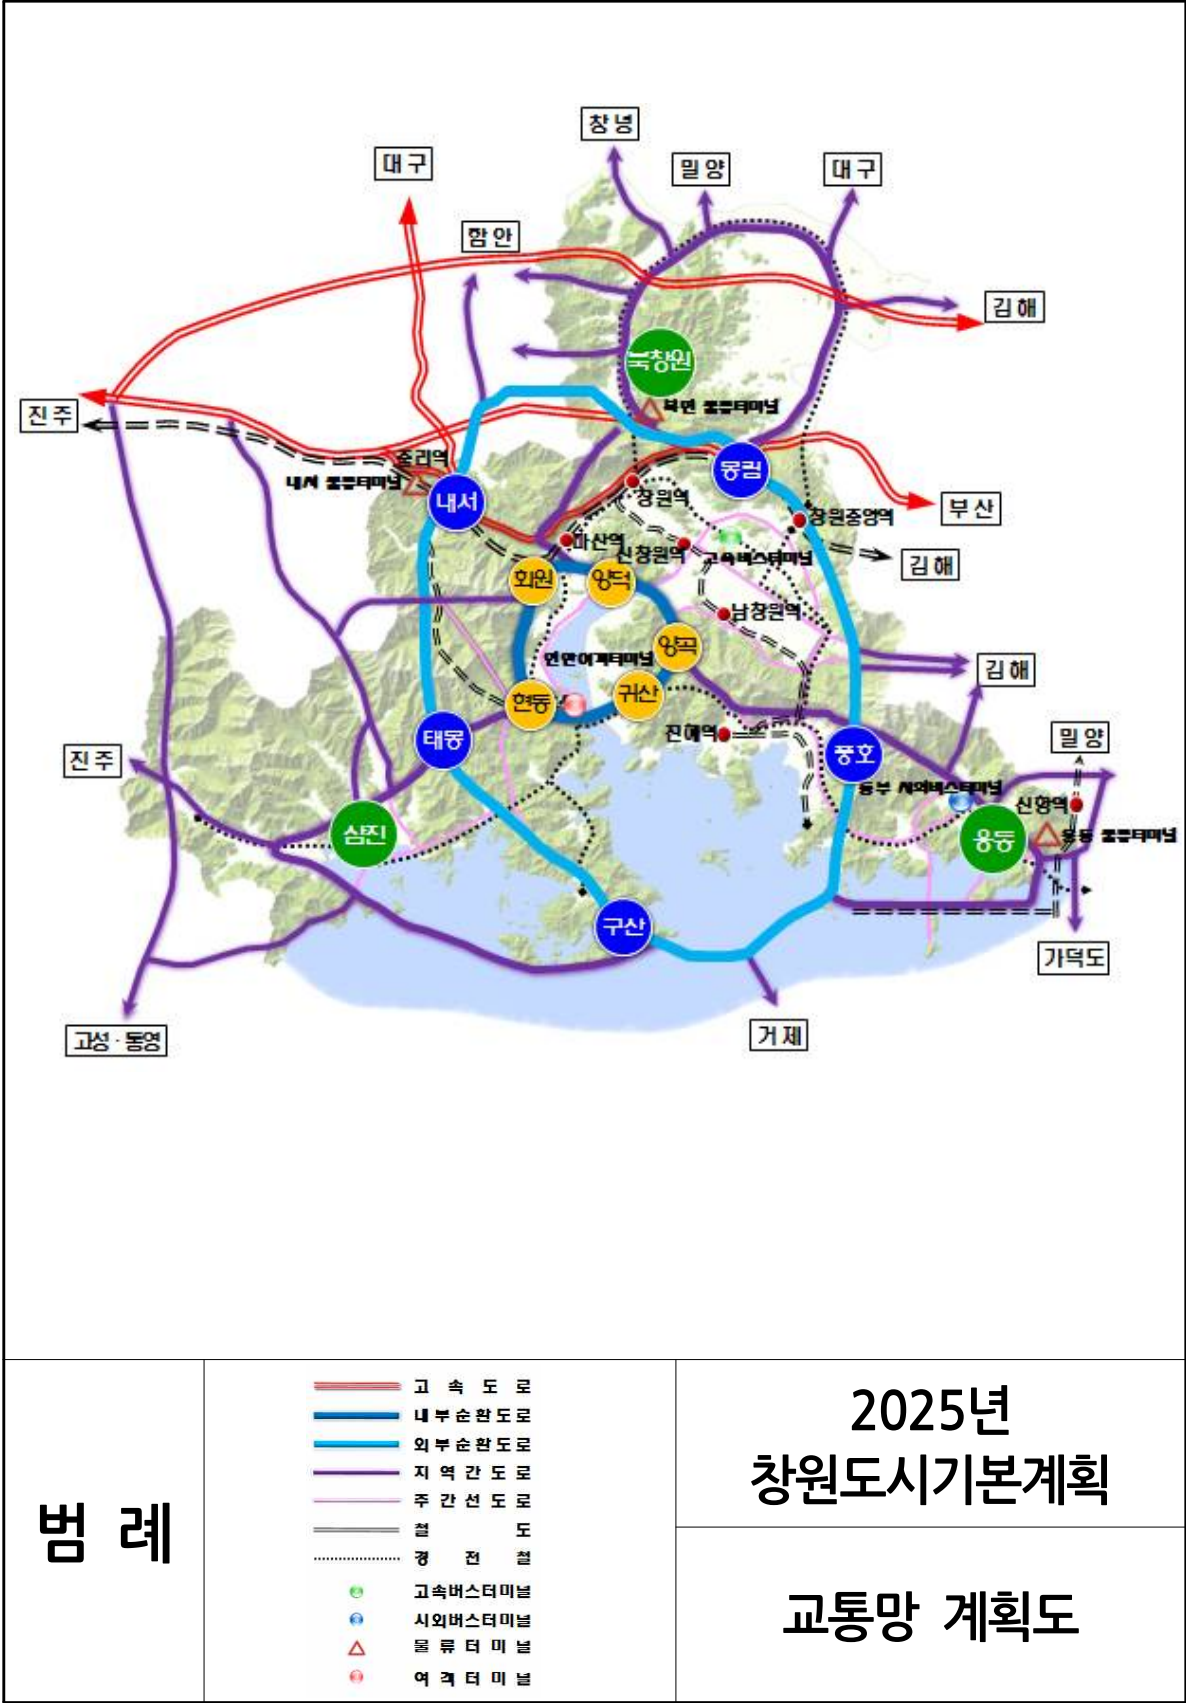 창녕
대구
밀양
대구
함안
김해
북창원
진주
북면 물류터미널
중리역
내서 물류터미널
내서
창원역
부산
창원중앙역
마산역
신창원역
고속버스터미널
김해
회원
양덕
남창원역
양곡
연안여객터미널
김해
현동
귀산
진해역
태봉
풍호
밀양
진주
동부 시외버스터미널
신항역
삼진
웅동
웅동 물류터미널
구산
가덕도
고성·통영
거제
범 례
고속도로
내부순환도로
외부순환도로
지역간도로
주간선도로
철 도
경 전 철
고속버스터미널
시외버스터미널
물류터미널
여객터미널
2025년
창원도시기본계획
교통망 계획도